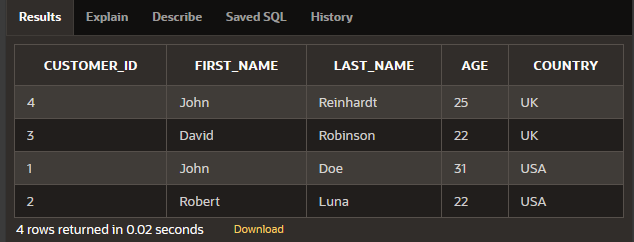 Results Explain Describe Saved SQL History
CUSTOMER_ID FIRST_NAME LAST_NAME AGE COUNTRY
4 John Reinhardt 25 UK
3 David Robinson 22 UK
1 John Doe 31 USA
2 Robert Luna 22 USA
4 rows returned in 0.02 seconds Download